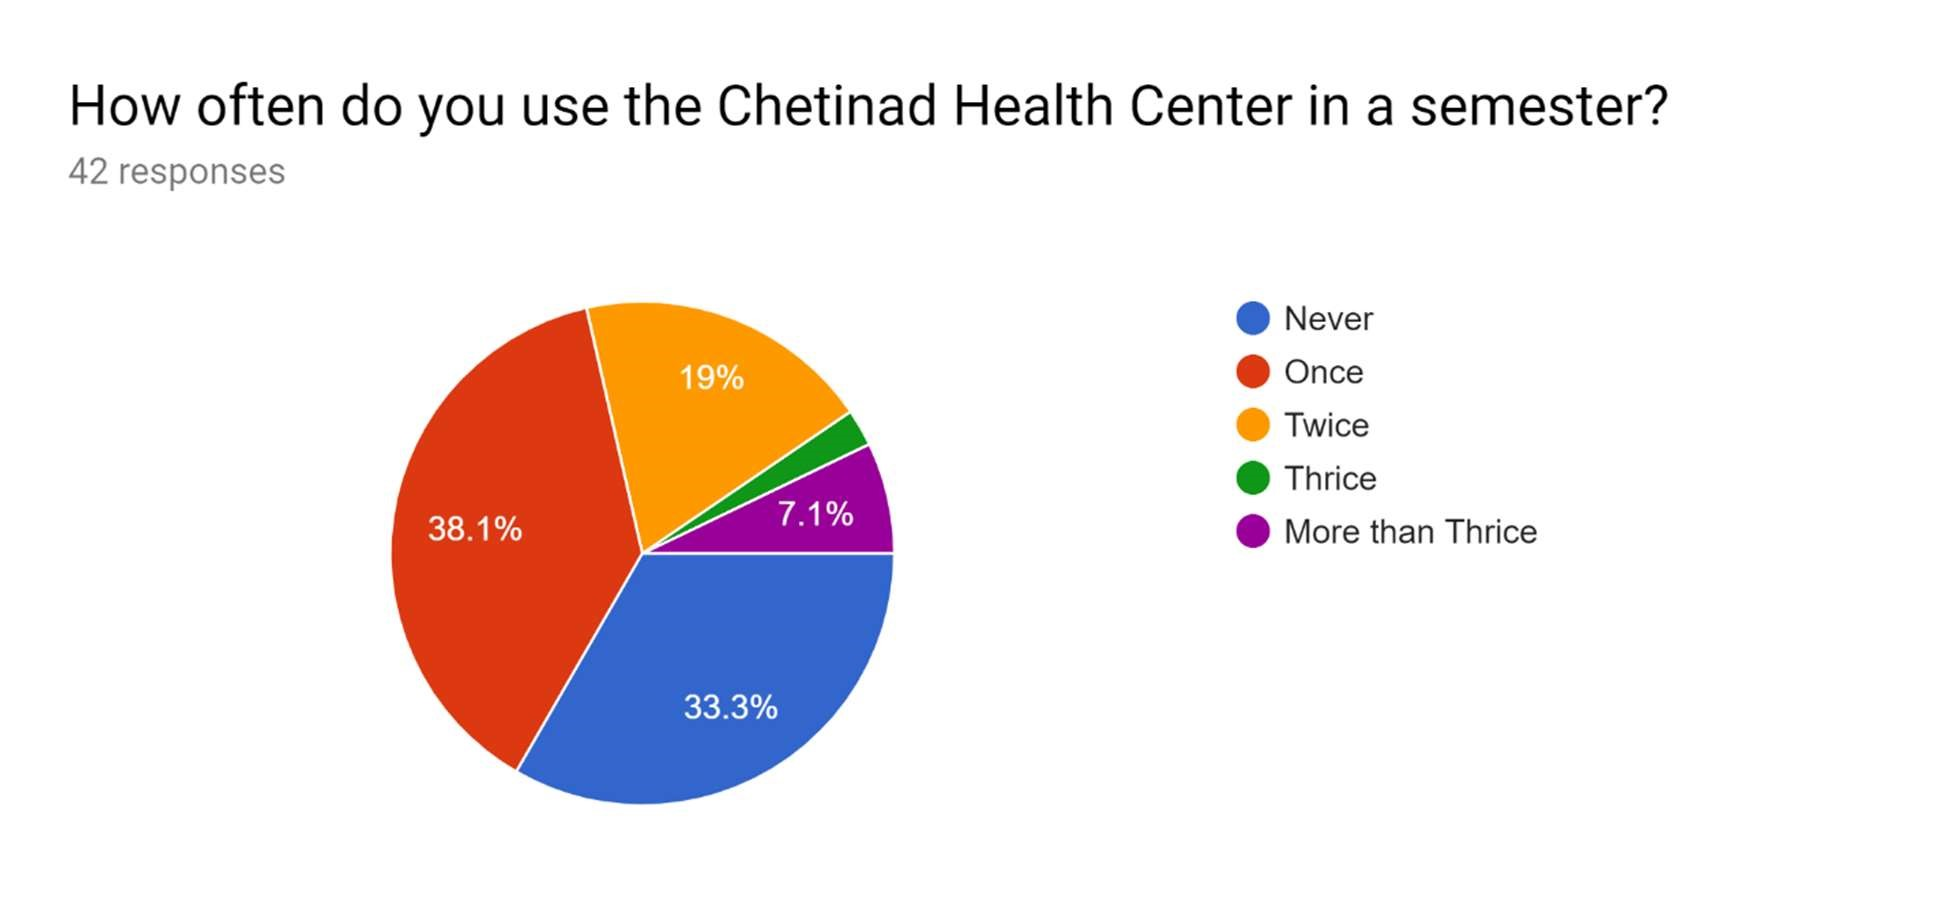 How often do you use the Chetinad Health Center in a semester?
42 responses
19%
7.1%
38.1%
33.3%
Never
Once
Twice
Thrice
More than Thrice